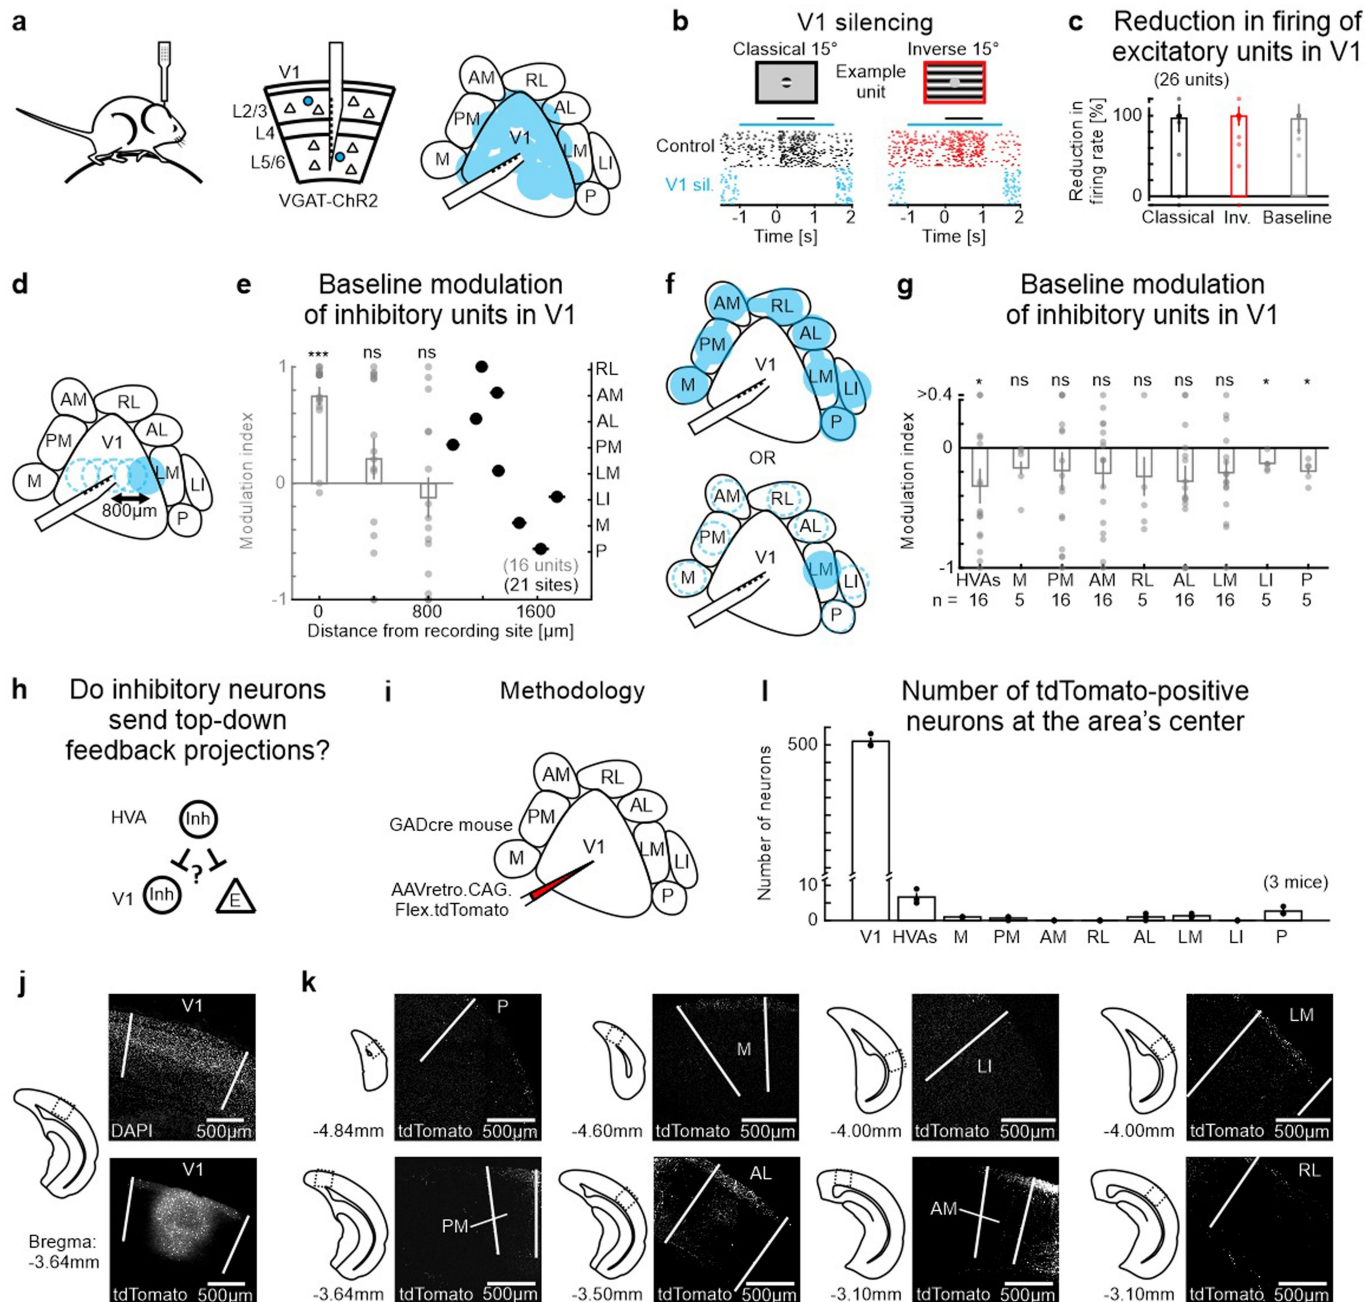 a
V1
L2/3
L4
L5/6
VGAT-ChR2
AM
RL
PM
AL
V1
M
LM
LI
P
b
V1 silencing
Classical 15°
Inverse 15°
Example
unit
Control
V1 sil.
-1
0
1
2
-1
0
1
2
Time [s]
Time [s]
c
Reduction in firing of
excitatory units in V1
(26 units)
Reduction in
firing rate [%]
100
0
Classical
Inv.
Baseline
d
AM
RL
PM
AL
V1
M
LM
LI
P
800µm
e
Baseline modulation
of inhibitory units in V1
***
ns
ns
Modulation index
1
0
-1
RL
AM
AL
PM
LM
LI
M
P
(16 units)
(21 sites)
0
800
1600
Distance from recording site [µm]
f
AM
RL
PM
AL
V1
M
LM
LI
P
OR
AM
RL
PM
AL
V1
M
LM
LI
P
g
Baseline modulation
of inhibitory units in V1
* ns ns ns ns ns ns * *
Modulation index
>0.4
0
-1
HVAs M PM AM RL AL LM LI P
n = 16 5 16 16 5 16 16 5 5
h
Do inhibitory neurons
send top-down
feedback projections?
HVA
Inh
?
V1
Inh
E
i
Methodology
GADcre mouse
AAVretro.CAG.
Flex.tdTomato
AM
RL
PM
AL
V1
M
LM
LI
P
l
Number of tdTomato-positive
neurons at the area's center
Number of neurons
500
10
0
(3 mice)
V1 HVAs M PM AM RL AL LM LI P
j
V1
DAPI
500µm
V1
Bregma:
-3.64mm
tdTomato
500µm
k
P
-4.84mm
tdTomato
500µm
M
-4.60mm
tdTomato
500µm
LI
-4.00mm
tdTomato
500µm
LM
-4.00mm
tdTomato
500µm
PM
-3.64mm
tdTomato
500µm
AL
-3.50mm
tdTomato
500µm
AM
-3.10mm
tdTomato
500µm
RL
-3.10mm
tdTomato
500µm